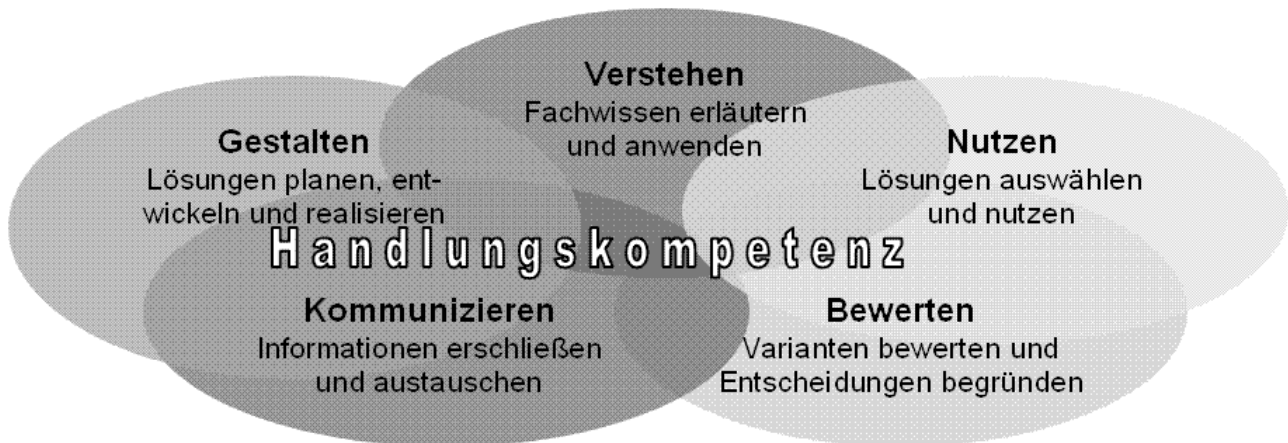 Verstehen
Fachwissen erläutern
und anwenden
Gestalten
Lösungen planen, ent-
wickeln und realisieren
Nutzen
Lösungen auswählen
und nutzen
Handlungskompetenz
Kommunizieren
Informationen erschließen
und austauschen
Bewerten
Varianten bewerten und
Entscheidungen begründen